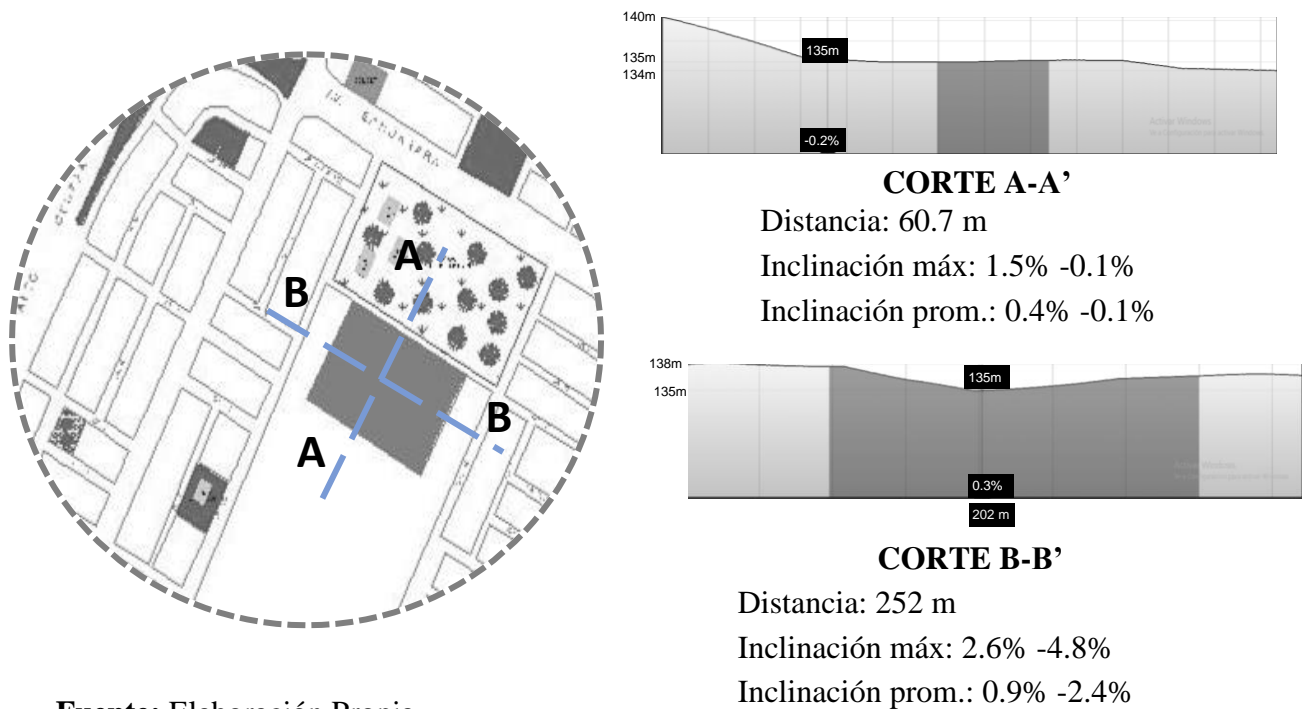 140m
135m
134m
135m
-0.2%
CORTE A-A’
Distancia: 60.7 m
Inclinación máx: 1.5% -0.1%
Inclinación prom.: 0.4% -0.1%
A
B
B
A
138m
135m
135m
0.3%
202 m
CORTE B-B’
Distancia: 252 m
Inclinación máx: 2.6% -4.8%
Inclinación prom.: 0.9% -2.4%
Fuente: Elaboración Propia